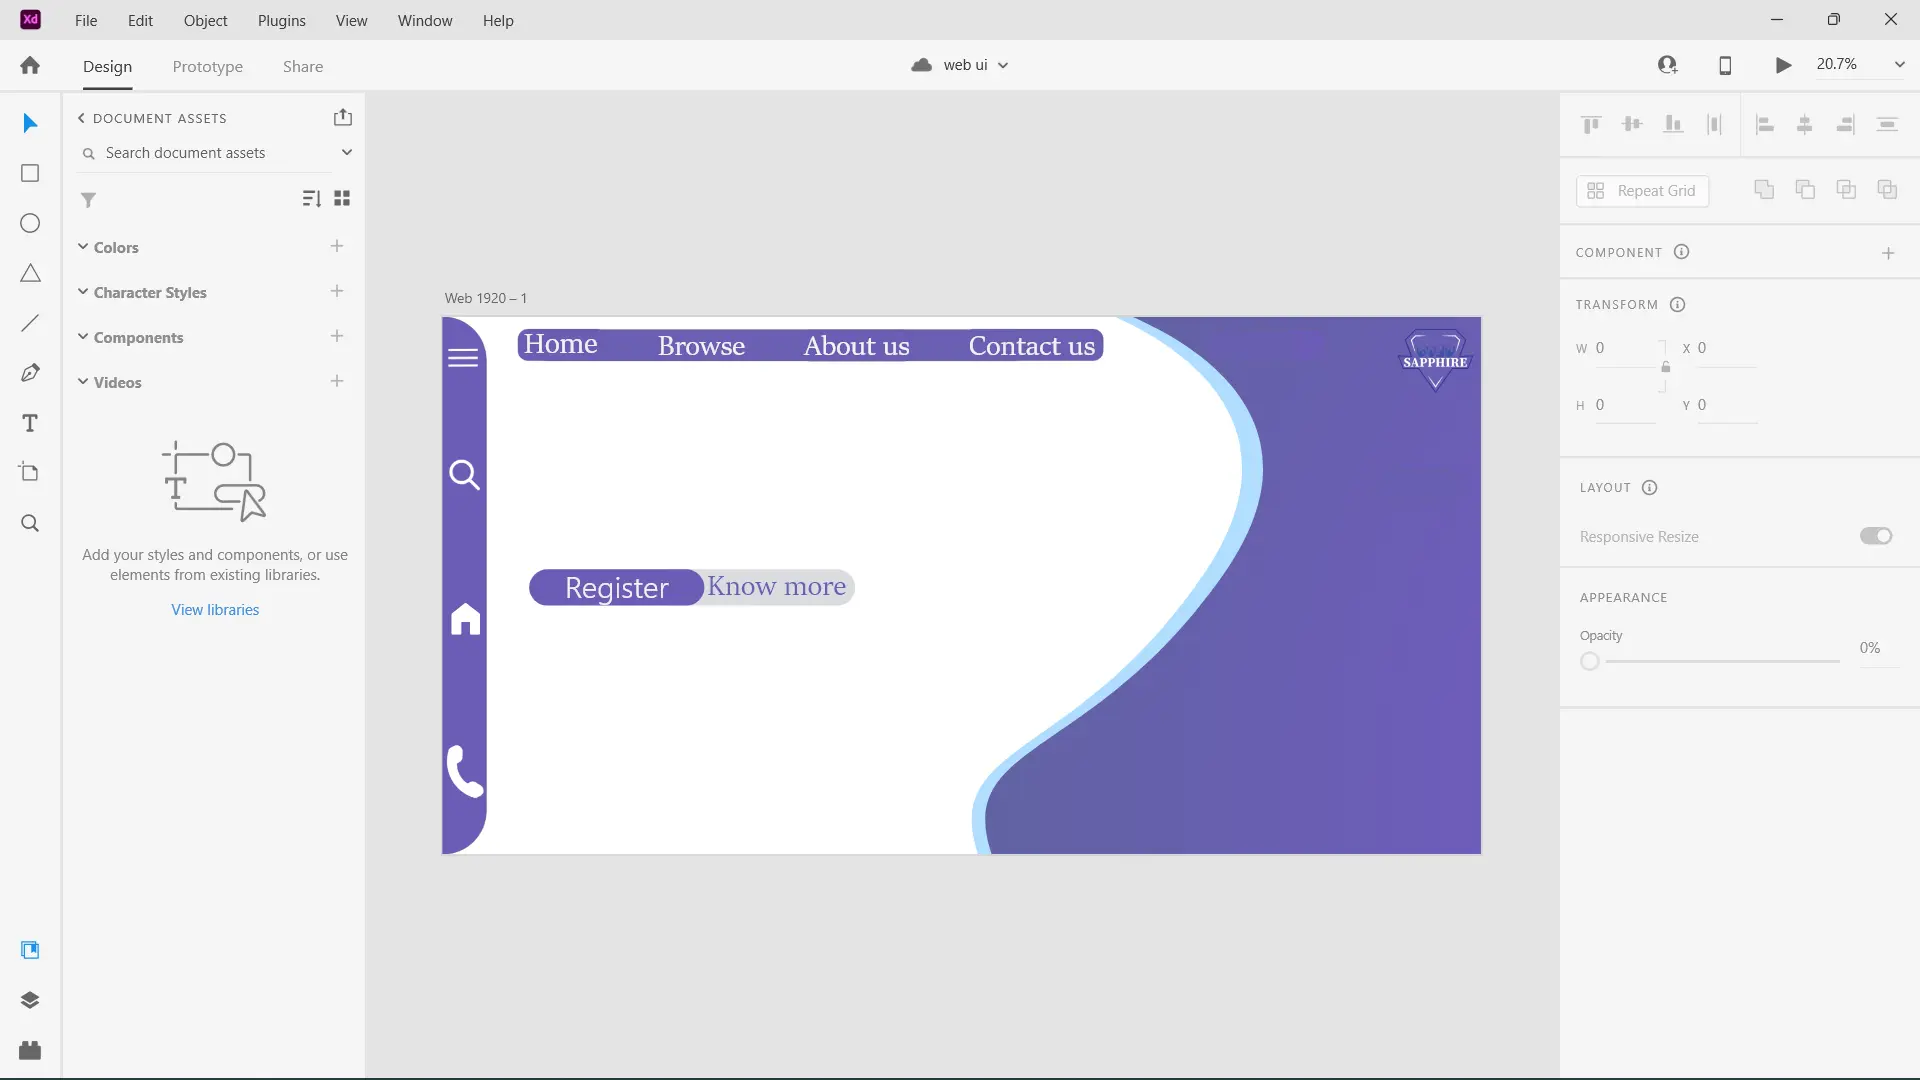 Xd File Edit Object Plugins View Window Help
Design Prototype Share web ui 20.7%
DOCUMENT ASSETS
Search document assets
Repeat Grid
Colors
COMPONENT
Character Styles
TRANSFORM
Web 1920 – 1
Components
W 0 X 0
Home Browse About us Contact us
SAPPHIRE
Videos
H 0 Y 0
LAYOUT
Responsive Resize
Add your styles and components, or use
elements from existing libraries.
View libraries
Register Know more
APPEARANCE
Opacity
0%